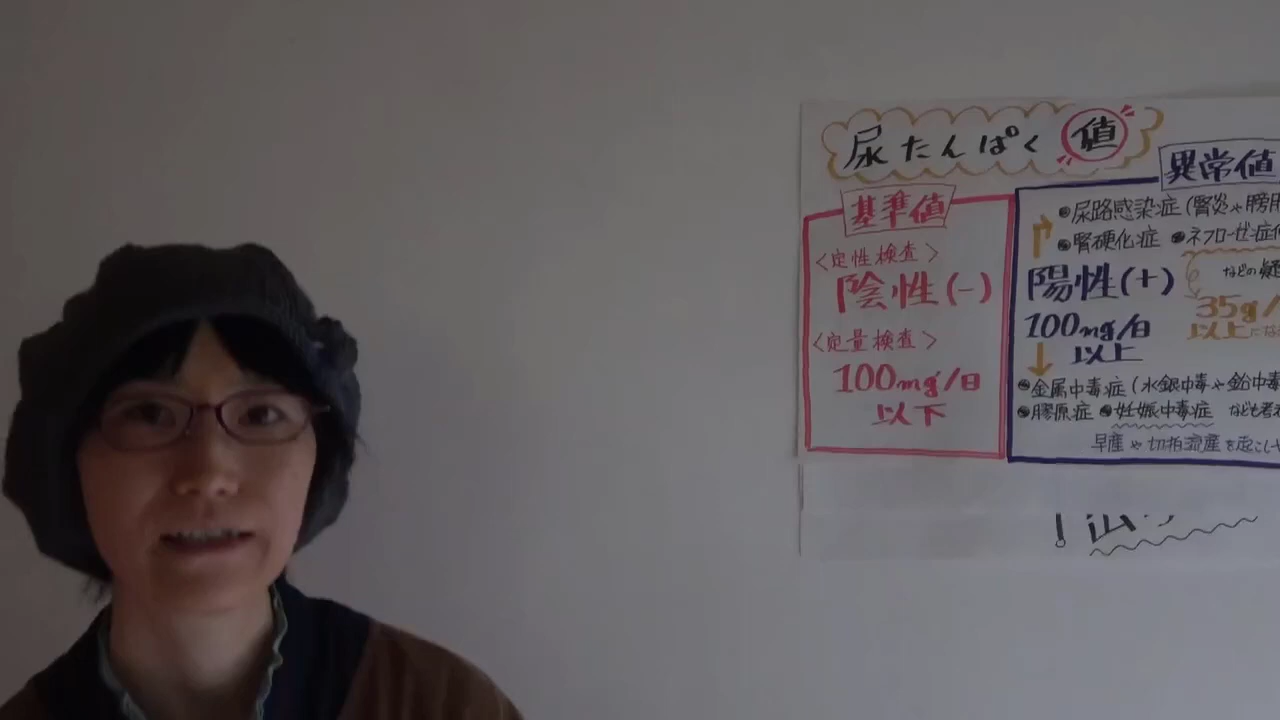 尿たんぱく値
基準値
<定性検査>
陰性(-)
<定量検査>
100mg/日
以下
異常値
●尿路感染症(腎炎や膀
●腎硬化症 ●ネフローゼ症
陽性(+)
などの疑
100mg/日
以上
35g/
以上にな
●金属中毒症(水銀中毒や鉛中毒
●膠原症 ●妊娠中毒症 なども考
早産や切迫流産を起こしや